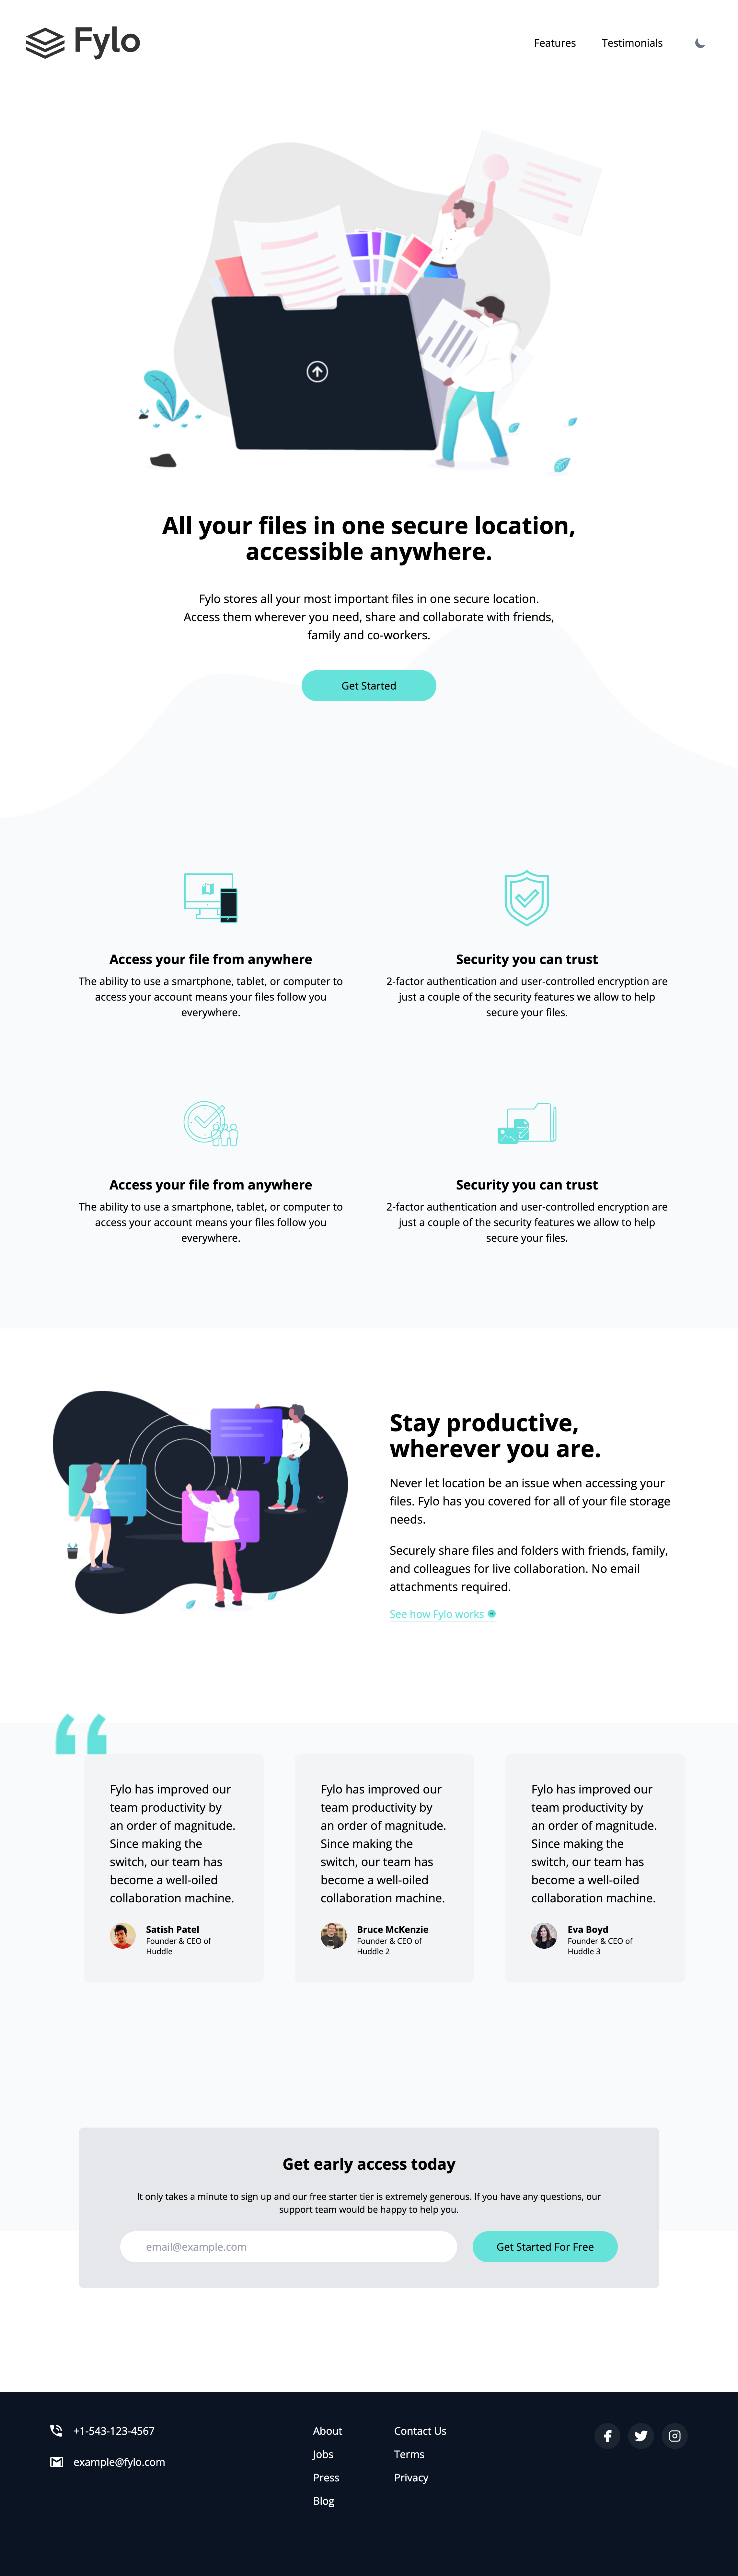 Fylo
Features Testimonials
All your files in one secure location,
accessible anywhere.
Fylo stores all your most important files in one secure location.
Access them wherever you need, share and collaborate with friends,
family and co-workers.
Get Started
Access your file from anywhere
The ability to use a smartphone, tablet, or computer to
access your account means your files follow you
everywhere.
Security you can trust
2-factor authentication and user-controlled encryption are
just a couple of the security features we allow to help
secure your files.
Access your file from anywhere
The ability to use a smartphone, tablet, or computer to
access your account means your files follow you
everywhere.
Security you can trust
2-factor authentication and user-controlled encryption are
just a couple of the security features we allow to help
secure your files.
Stay productive,
wherever you are.
Never let location be an issue when accessing your
files. Fylo has you covered for all of your file storage
needs.
Securely share files and folders with friends, family,
and colleagues for live collaboration. No email
attachments required.
See how Fylo works
Fylo has improved our
team productivity by
an order of magnitude.
Since making the
switch, our team has
become a well-oiled
collaboration machine.
Satish Patel
Founder & CEO of
Huddle
Fylo has improved our
team productivity by
an order of magnitude.
Since making the
switch, our team has
become a well-oiled
collaboration machine.
Bruce McKenzie
Founder & CEO of
Huddle 2
Fylo has improved our
team productivity by
an order of magnitude.
Since making the
switch, our team has
become a well-oiled
collaboration machine.
Eva Boyd
Founder & CEO of
Huddle 3
Get early access today
It only takes a minute to sign up and our free starter tier is extremely generous. If you have any questions, our
support team would be happy to help you.
email@example.com
Get Started For Free
+1-543-123-4567
example@fylo.com
About
Jobs
Press
Blog
Contact Us
Terms
Privacy